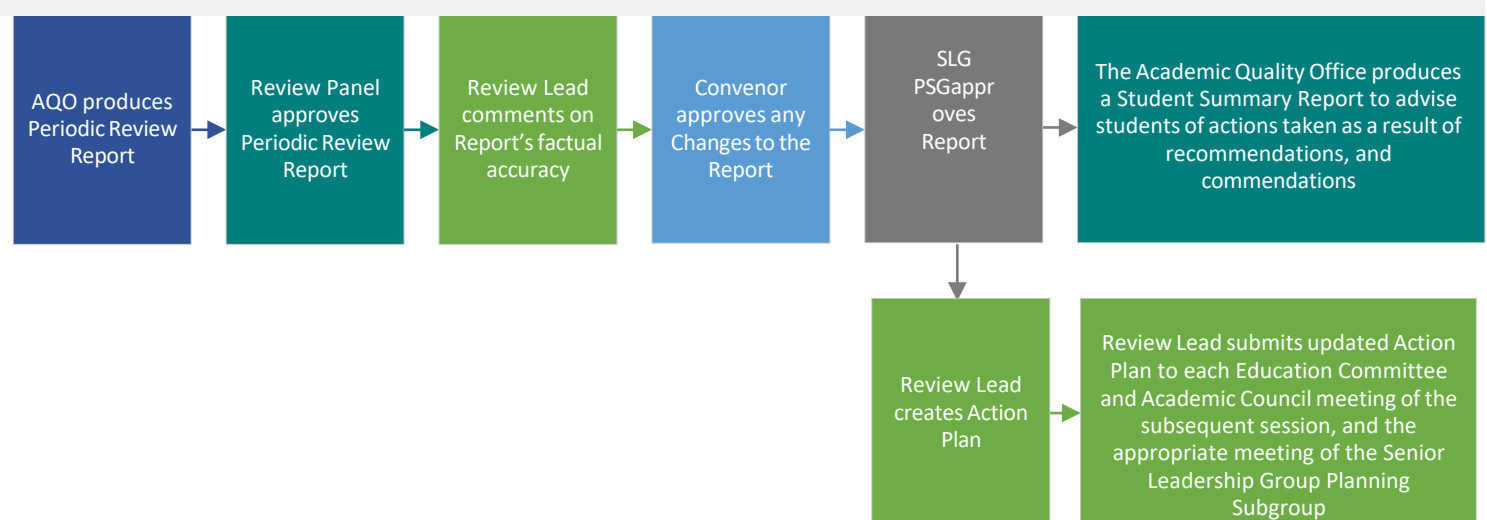 AQO produces
Periodic Review
Report
Review Panel
approves
Periodic Review
Report
Review Lead
comments on
Report’s factual
accuracy
Convenor
approves any
Changes to the
Report
SLG
PSGappr
oves
Report
The Academic Quality Office produces
a Student Summary Report to advise
students of actions taken as a result of
recommendations, and
commendations
Review Lead
creates Action
Plan
Review Lead submits updated Action
Plan to each Education Committee
and Academic Council meeting of the
subsequent session, and the
appropriate meeting of the Senior
Leadership Group Planning
Subgroup